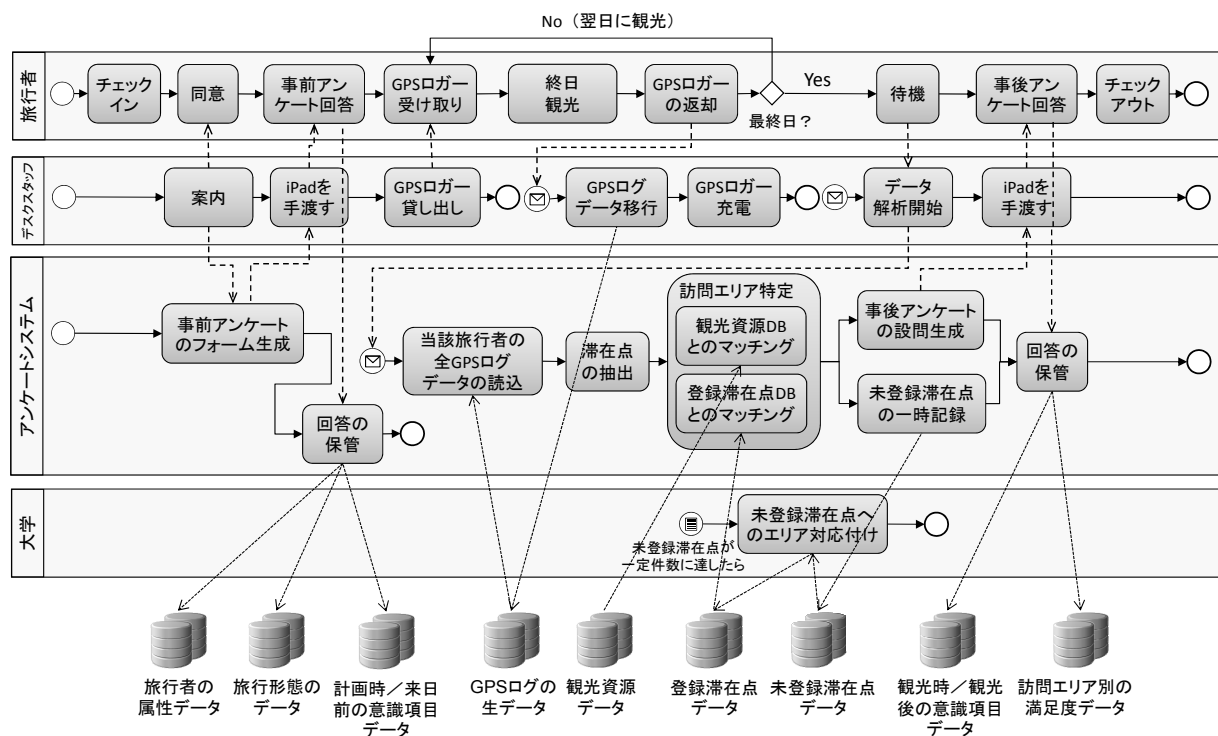 No（翌日に観光）
旅行者
チェック
イン
同意
事前アン
ケート回答
GPSロガー
受け取り
終日
観光
GPSロガー
の返却
最終日？
Yes
待機
事後アン
ケート回答
チェック
アウト
デスクスタッフ
案内
iPadを
手渡す
GPSロガー
貸し出し
GPSログ
データ移行
GPSロガー
充電
データ
解析開始
iPadを
手渡す
アンケートシステム
事前アンケート
のフォーム生成
回答の
保管
当該旅行者の
全GPSログ
データの読込
滞在点
の抽出
訪問エリア特定
観光資源DB
とのマッチング
登録滞在点DB
とのマッチング
事後アンケート
の設問生成
未登録滞在点
の一時記録
回答の
保管
大学
未登録滞在点が
一定件数に達したら
未登録滞在点へ
のエリア対応付け
旅行者の
属性データ
旅行形態の
データ
計画時／来日
前の意識項目
データ
GPSログの
生データ
観光資源
データ
登録滞在点
データ
未登録滞在点
データ
観光時／観光
後の意識項目
データ
訪問エリア別の
満足度データ